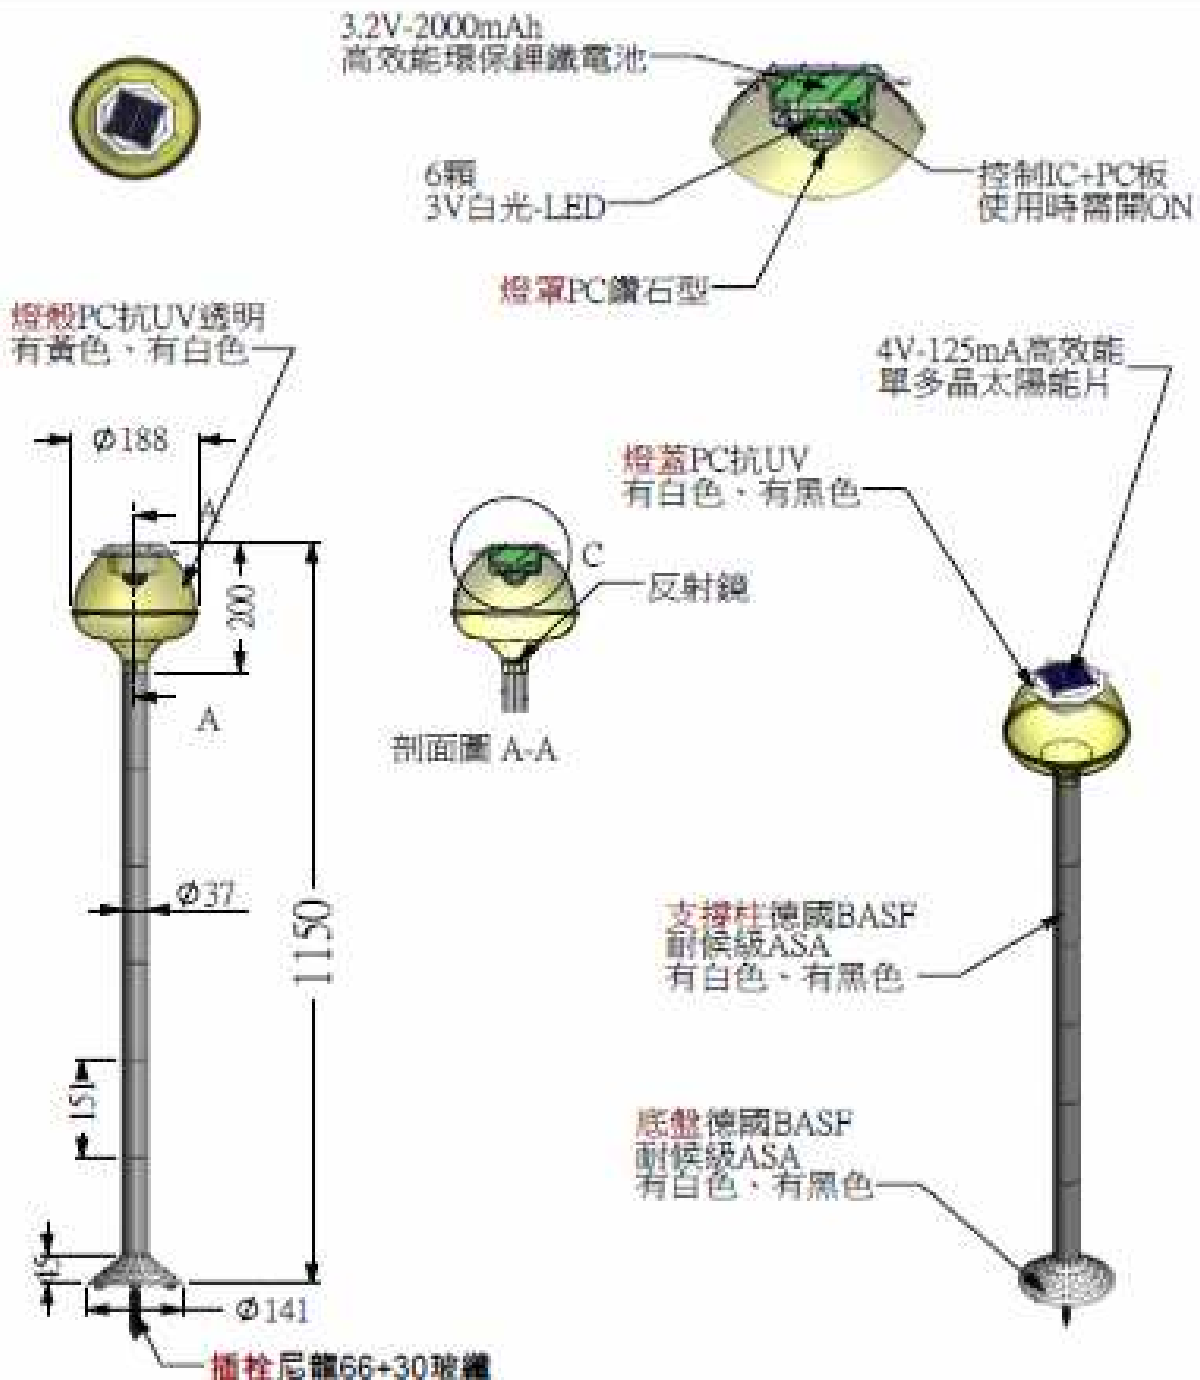 3.2V-2000mAh
高效能環保鋰鐵電池
6顆
3V白光-LED
控制IC+PC板
使用時需開ON
燈罩PC鑽石型
燈殼PC抗UV透明
有黃色、有白色
4V-125mA高效能
單多晶太陽能片
燈蓋PC抗UV
有白色、有黑色
Ø188
A
200
C
反射鏡
A
剖面圖 A-A
Ø37
1150
支撐柱德國BASF
耐候級ASA
有白色、有黑色
151
底盤德國BASF
耐候級ASA
有白色、有黑色
45
Ø141
插栓尼龍66+30玻纖